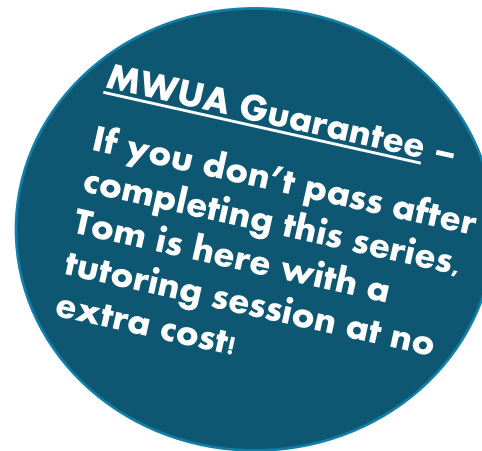 MWUA Guarantee –
If you don't pass after
completing this series,
Tom is here with a
tutoring session at no
extra cost!